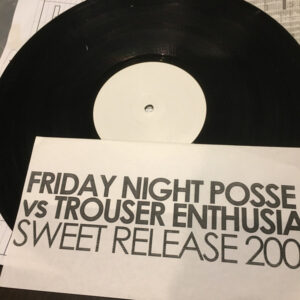 FRIDAY NIGHT POSSE
vs TROUSER ENTHUSIA
SWEET RELEASE 200